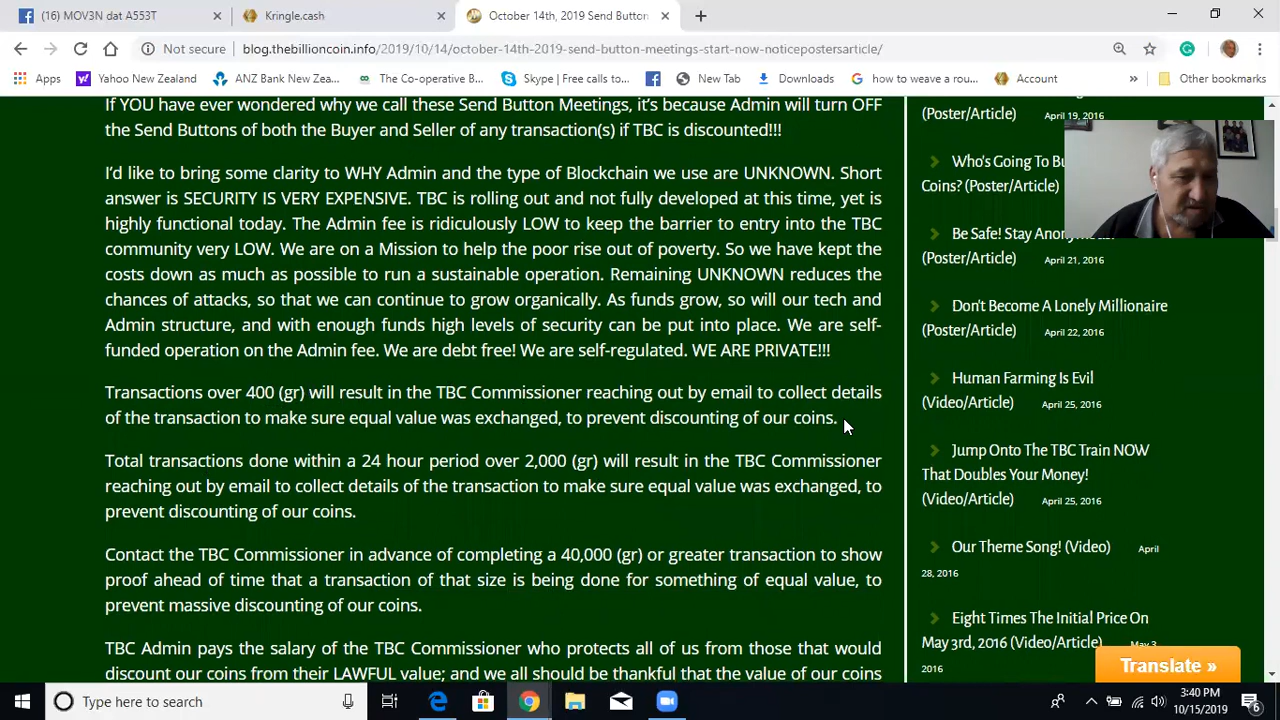 (16) MOV3N dat A553T
Kringle.cash
October 14th, 2019 Send Button
Not secure
blog.thebillioncoin.info/2019/10/14/october-14th-2019-send-button-meetings-start-now-noticepostersarticle/
Apps
Yahoo New Zealand
ANZ Bank New Zea...
The Co-operative B...
Skype | Free calls to...
New Tab
Downloads
how to weave a rou...
Account
Other bookmarks
If YOU have ever wondered why we call these Send Button Meetings, it's because Admin will turn OFF
the Send Buttons of both the Buyer and Seller of any transaction(s) if TBC is discounted!!!
I'd like to bring some clarity to WHY Admin and the type of Blockchain we use are UNKNOWN. Short
answer is SECURITY IS VERY EXPENSIVE. TBC is rolling out and not fully developed at this time, yet is
highly functional today. The Admin fee is ridiculously LOW to keep the barrier to entry into the TBC
community very LOW. We are on a Mission to help the poor rise out of poverty. So we have kept the
costs down as much as possible to run a sustainable operation. Remaining UNKNOWN reduces the
chances of attacks, so that we can continue to grow organically. As funds grow, so will our tech and
Admin structure, and with enough funds high levels of security can be put into place. We are self-
funded operation on the Admin fee. We are debt free! We are self-regulated. WE ARE PRIVATE!!!
Transactions over 400 (gr) will result in the TBC Commissioner reaching out by email to collect details
of the transaction to make sure equal value was exchanged, to prevent discounting of our coins.
Total transactions done within a 24 hour period over 2,000 (gr) will result in the TBC Commissioner
reaching out by email to collect details of the transaction to make sure equal value was exchanged, to
prevent discounting of our coins.
Contact the TBC Commissioner in advance of completing a 40,000 (gr) or greater transaction to show
proof ahead of time that a transaction of that size is being done for something of equal value, to
prevent massive discounting of our coins.
TBC Admin pays the salary of the TBC Commissioner who protects all of us from those that would
discount our coins from their LAWFUL value; and we all should be thankful that the value of our coins
(Poster/Article) April 19, 2016
Who's Going To Bu
Coins? (Poster/Article)
Be Safe! Stay Anonymous!
(Poster/Article) April 21, 2016
Don't Become A Lonely Millionaire
(Poster/Article) April 22, 2016
Human Farming Is Evil
(Video/Article) April 25, 2016
Jump Onto The TBC Train NOW
That Doubles Your Money!
(Video/Article) April 25, 2016
Our Theme Song! (Video) April
28, 2016
Eight Times The Initial Price On
May 3rd, 2016 (Video/Article) May 3
2016
Translate »
Type here to search
3:40 PM
10/15/2019
6